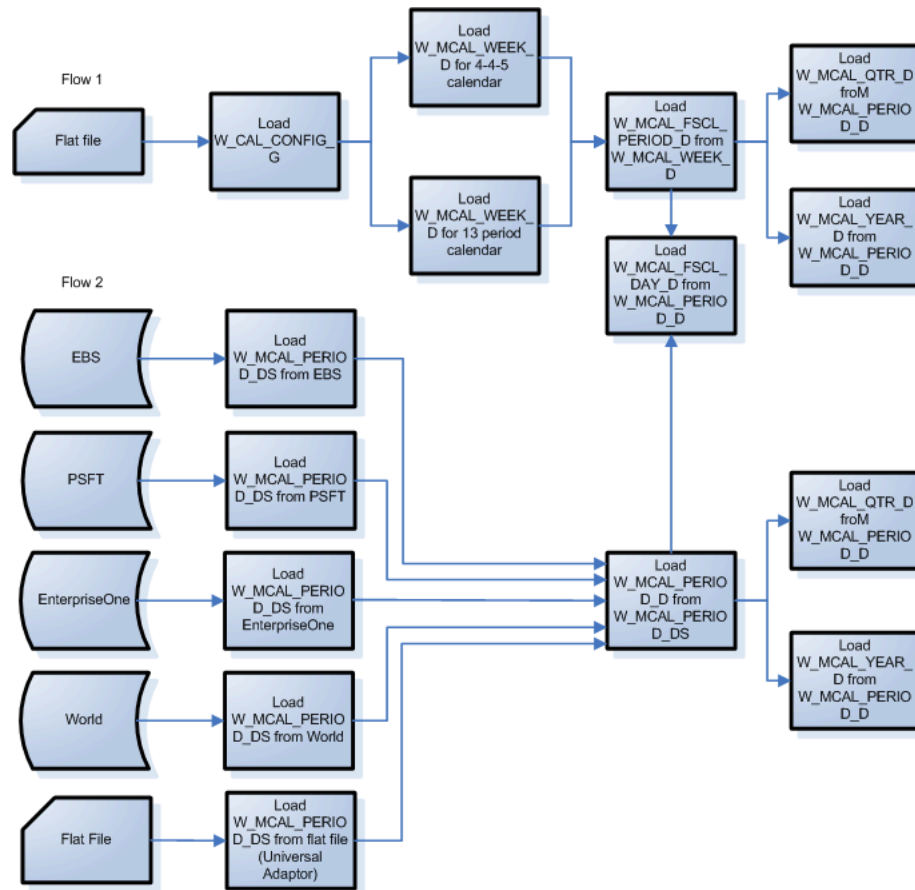 Flow 1
Flat file
Load
W_CAL_CONFIG_
G
Load
W_MCAL_WEEK_
D for 4-4-5
calendar
Load
W_MCAL_WEEK_
D for 13 period
calendar
Load
W_MCAL_FSCL_
PERIOD_D from
W_MCAL_WEEK_
D
Load
W_MCAL_QTR_D
froM
W_MCAL_PERIO
D_D
Load
W_MCAL_YEAR_
D from
W_MCAL_PERIO
D_D
Load
W_MCAL_FSCL_
DAY_D from
W_MCAL_PERIO
D_D
Flow 2
EBS
Load
W_MCAL_PERIO
D_DS from EBS
PSFT
Load
W_MCAL_PERIO
D_DS from PSFT
EnterpriseOne
Load
W_MCAL_PERIO
D_DS from
EnterpriseOne
World
Load
W_MCAL_PERIO
D_DS from World
Flat File
Load
W_MCAL_PERIO
D_DS from flat file
(Universal
Adaptor)
Load
W_MCAL_PERIO
D_D from
W_MCAL_PERIO
D_DS
Load
W_MCAL_QTR_D
froM
W_MCAL_PERIO
D_D
Load
W_MCAL_YEAR_
D from
W_MCAL_PERIO
D_D